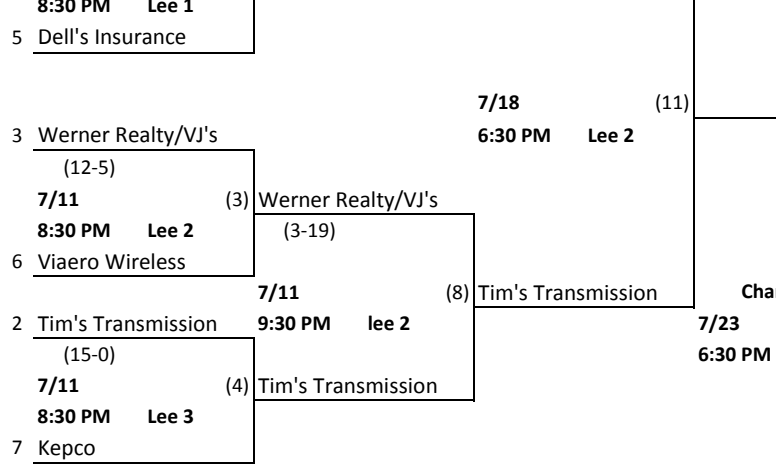 8:30 PM Lee 1
5 Dell's Insurance
7/18 (11)
3 Werner Realty/VJ's 6:30 PM Lee 2
(12-5)
7/11 (3) Werner Realty/VJ's
8:30 PM Lee 2 (3-19)
6 Viaero Wireless
7/11 (8) Tim's Transmission Cha
2 Tim's Transmission 9:30 PM lee 2 7/23
(15-0) 6:30 PM
7/11 (4) Tim's Transmission
8:30 PM Lee 3
7 Kepco